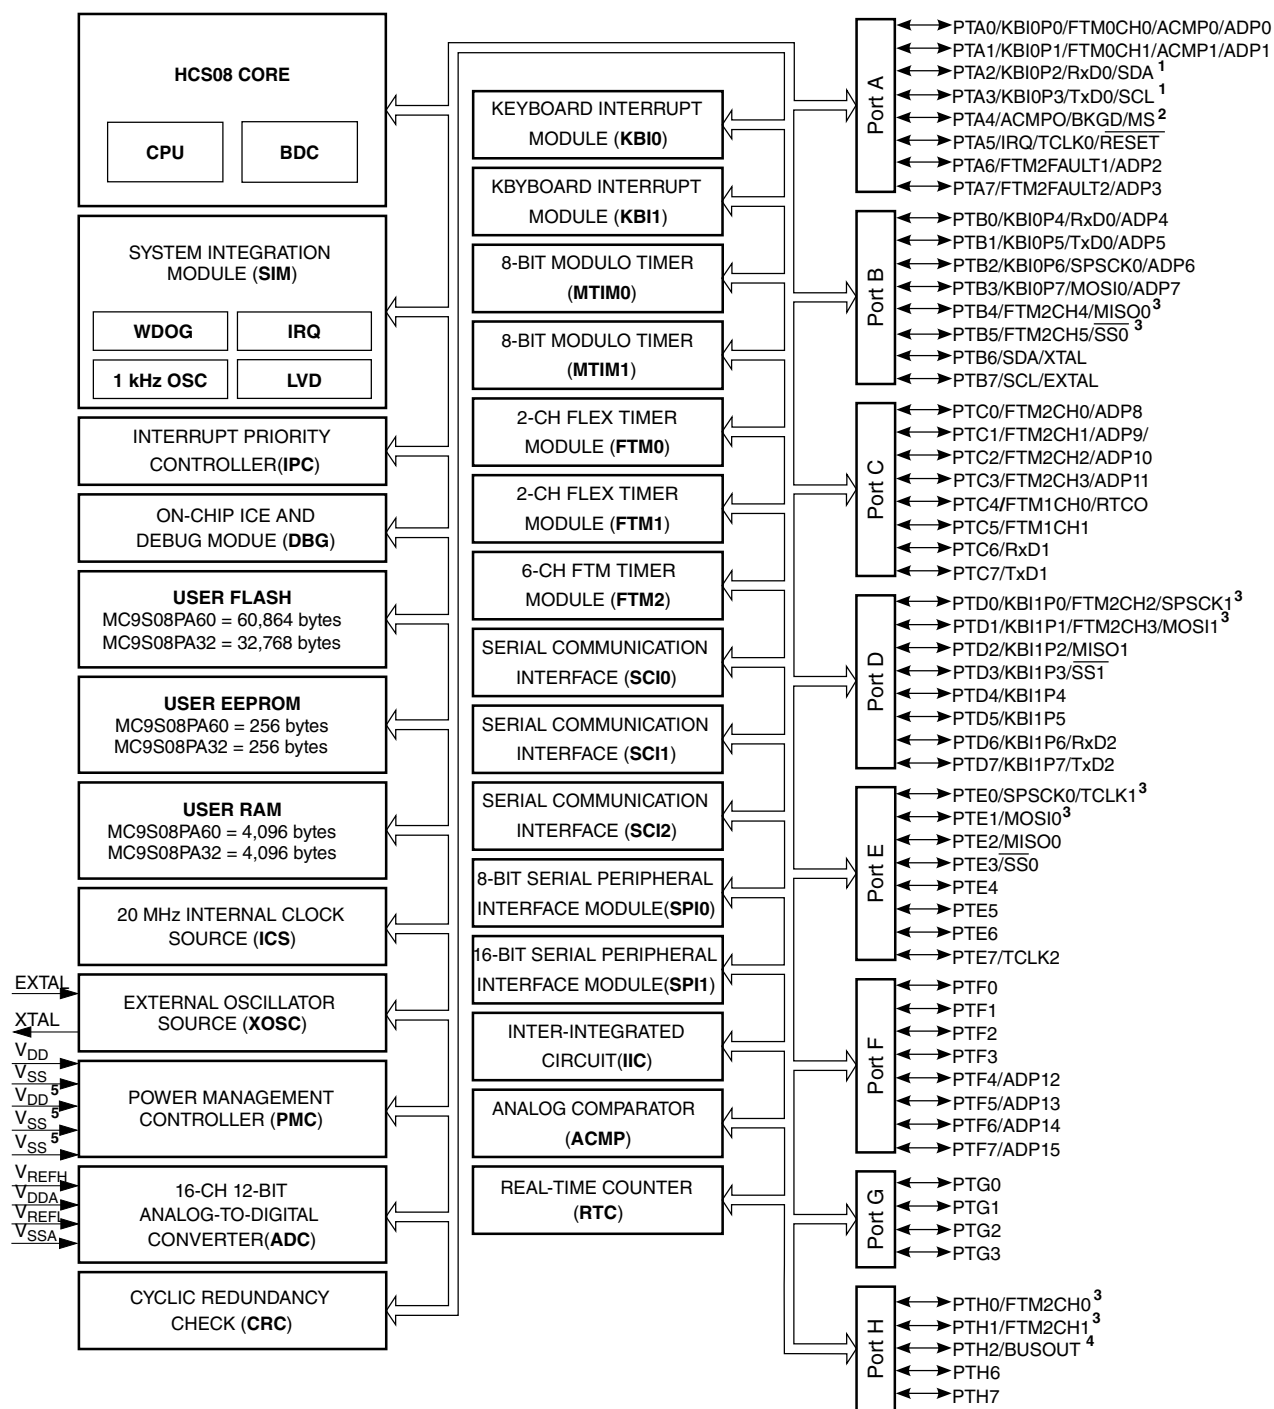 HCS08 CORE
CPU
BDC
SYSTEM INTEGRATION
MODULE (SIM)
WDOG
IRQ
1 kHz OSC
LVD
INTERRUPT PRIORITY
CONTROLLER(IPC)
ON-CHIP ICE AND
DEBUG MODUE (DBG)
USER FLASH
MC9S08PA60 = 60,864 bytes
MC9S08PA32 = 32,768 bytes
USER EEPROM
MC9S08PA60 = 256 bytes
MC9S08PA32 = 256 bytes
USER RAM
MC9S08PA60 = 4,096 bytes
MC9S08PA32 = 4,096 bytes
20 MHz INTERNAL CLOCK
SOURCE (ICS)
EXTAL
XTAL
EXTERNAL OSCILLATOR
SOURCE (XOSC)
VDD
VSS
VDD 5
VSS 5
VSS 5
POWER MANAGEMENT
CONTROLLER (PMC)
VREFH
VDDA
VREFL
VSSA
16-CH 12-BIT
ANALOG-TO-DIGITAL
CONVERTER(ADC)
CYCLIC REDUNDANCY
CHECK (CRC)
KEYBOARD INTERRUPT
MODULE (KBI0)
KBYBOARD INTERRUPT
MODULE (KBI1)
8-BIT MODULO TIMER
(MTIM0)
8-BIT MODULO TIMER
(MTIM1)
2-CH FLEX TIMER
MODULE (FTM0)
2-CH FLEX TIMER
MODULE (FTM1)
6-CH FTM TIMER
MODULE (FTM2)
SERIAL COMMUNICATION
INTERFACE (SCI0)
SERIAL COMMUNICATION
INTERFACE (SCI1)
SERIAL COMMUNICATION
INTERFACE (SCI2)
8-BIT SERIAL PERIPHERAL
INTERFACE MODULE(SPI0)
16-BIT SERIAL PERIPHERAL
INTERFACE MODULE(SPI1)
INTER-INTEGRATED
CIRCUIT(IIC)
ANALOG COMPARATOR
(ACMP)
REAL-TIME COUNTER
(RTC)
Port A
PTA0/KBI0P0/FTM0CH0/ACMP0/ADP0
PTA1/KBI0P1/FTM0CH1/ACMP1/ADP1
PTA2/KBI0P2/RxD0/SDA 1
PTA3/KBI0P3/TxD0/SCL 1
PTA4/ACMPO/BKGD/MS 2
PTA5/IRQ/TCLK0/RESET
PTA6/FTM2FAULT1/ADP2
PTA7/FTM2FAULT2/ADP3
Port B
PTB0/KBI0P4/RxD0/ADP4
PTB1/KBI0P5/TxD0/ADP5
PTB2/KBI0P6/SPSCK0/ADP6
PTB3/KBI0P7/MOSI0/ADP7
PTB4/FTM2CH4/MISO0 3
PTB5/FTM2CH5/SS0 3
PTB6/SDA/XTAL
PTB7/SCL/EXTAL
Port C
PTC0/FTM2CH0/ADP8
PTC1/FTM2CH1/ADP9/
PTC2/FTM2CH2/ADP10
PTC3/FTM2CH3/ADP11
PTC4/FTM1CH0/RTCO
PTC5/FTM1CH1
PTC6/RxD1
PTC7/TxD1
Port D
PTD0/KBI1P0/FTM2CH2/SPSCK1 3
PTD1/KBI1P1/FTM2CH3/MOSI1 3
PTD2/KBI1P2/MISO1
PTD3/KBI1P3/SS1
PTD4/KBI1P4
PTD5/KBI1P5
PTD6/KBI1P6/RxD2
PTD7/KBI1P7/TxD2
Port E
PTE0/SPSCK0/TCLK1 3
PTE1/MOSI0 3
PTE2/MISO0
PTE3/SS0
PTE4
PTE5
PTE6
PTE7/TCLK2
Port F
PTF0
PTF1
PTF2
PTF3
PTF4/ADP12
PTF5/ADP13
PTF6/ADP14
PTF7/ADP15
Port G
PTG0
PTG1
PTG2
PTG3
Port H
PTH0/FTM2CH0 3
PTH1/FTM2CH1 3
PTH2/BUSOUT 4
PTH6
PTH7